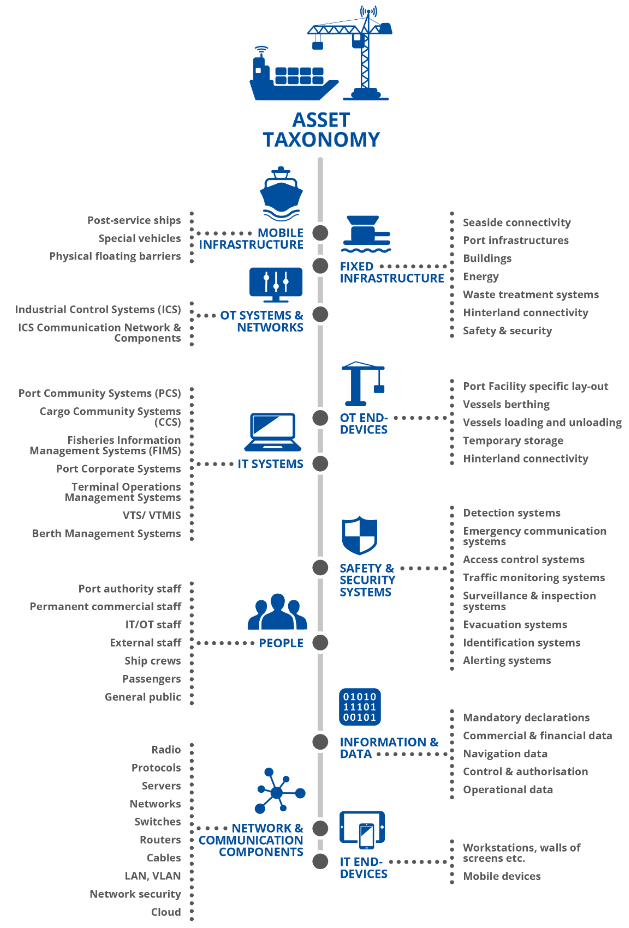 ASSET
TAXONOMY
Post-service ships
Special vehicles
Physical floating barriers
MOBILE
INFRASTRUCTURE
FIXED
INFRASTRUCTURE
Seaside connectivity
Port infrastructures
Buildings
Energy
Waste treatment systems
Hinterland connectivity
Safety & security
Industrial Control Systems (ICS)
ICS Communication Network &
Components
OT SYSTEMS &
NETWORKS
OT END-
DEVICES
Port Facility specific lay-out
Vessels berthing
Vessels loading and unloading
Temporary storage
Hinterland connectivity
Port Community Systems (PCS)
Cargo Community Systems
(CCS)
Fisheries Information
Management Systems (FIMS)
Port Corporate Systems
Terminal Operations
Management Systems
VTS/ VTMIS
Berth Management Systems
IT SYSTEMS
SAFETY &
SECURITY
SYSTEMS
Detection systems
Emergency communication
systems
Access control systems
Traffic monitoring systems
Surveillance & inspection
systems
Evacuation systems
Identification systems
Alerting systems
Port authority staff
Permanent commercial staff
IT/OT staff
External staff
Ship crews
Passengers
General public
PEOPLE
01010
11101
00101
INFORMATION &
DATA
Mandatory declarations
Commercial & financial data
Navigation data
Control & authorisation
Operational data
Radio
Protocols
Servers
Networks
Switches
Routers
Cables
LAN, VLAN
Network security
Cloud
NETWORK &
COMMUNICATION
COMPONENTS
IT END-
DEVICES
Workstations, walls of
screens etc.
Mobile devices